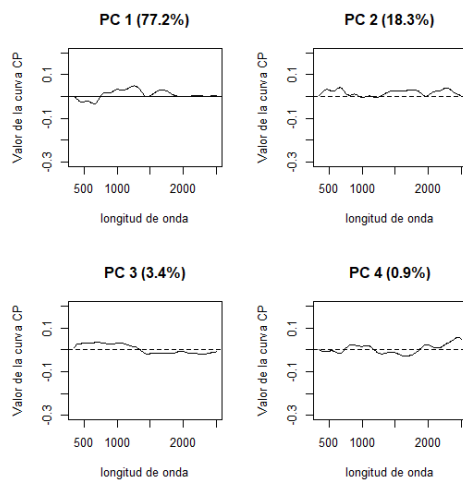 PC 1 (77.2%)
Valor de la curva CP
0.1
-0.1
-0.3
500 1000 2000
longitud de onda
PC 2 (18.3%)
Valor de la curva CP
0.1
-0.1
-0.3
500 1000 2000
longitud de onda
PC 3 (3.4%)
Valor de la curva CP
0.1
-0.1
-0.3
500 1000 2000
longitud de onda
PC 4 (0.9%)
Valor de la curva CP
0.1
-0.1
-0.3
500 1000 2000
longitud de onda